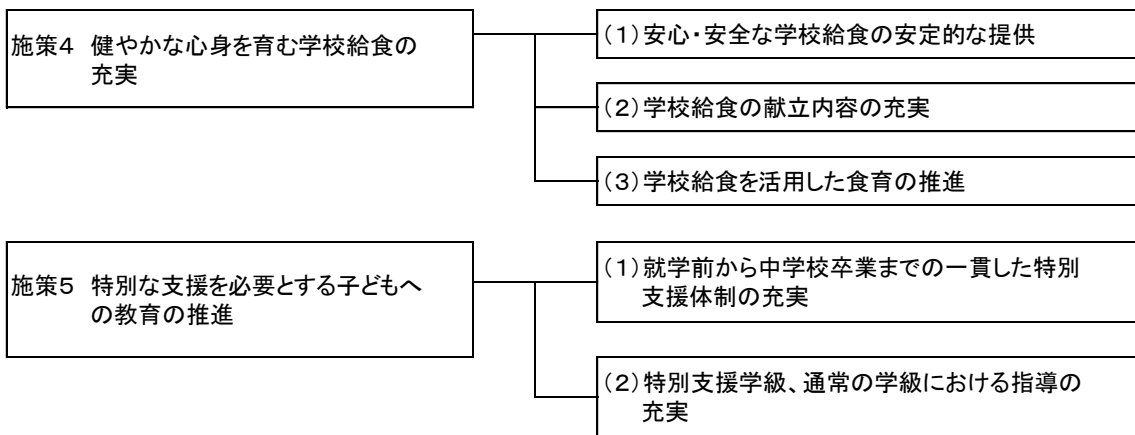 施策4 健やかな心身を育む学校給食の
充実
(1)安心・安全な学校給食の安定的な提供
(2)学校給食の献立内容の充実
(3)学校給食を活用した食育の推進
施策5 特別な支援を必要とする子どもへ
の教育の推進
(1)就学前から中学校卒業までの一貫した特別
支援体制の充実
(2)特別支援学級、通常の学級における指導の
充実